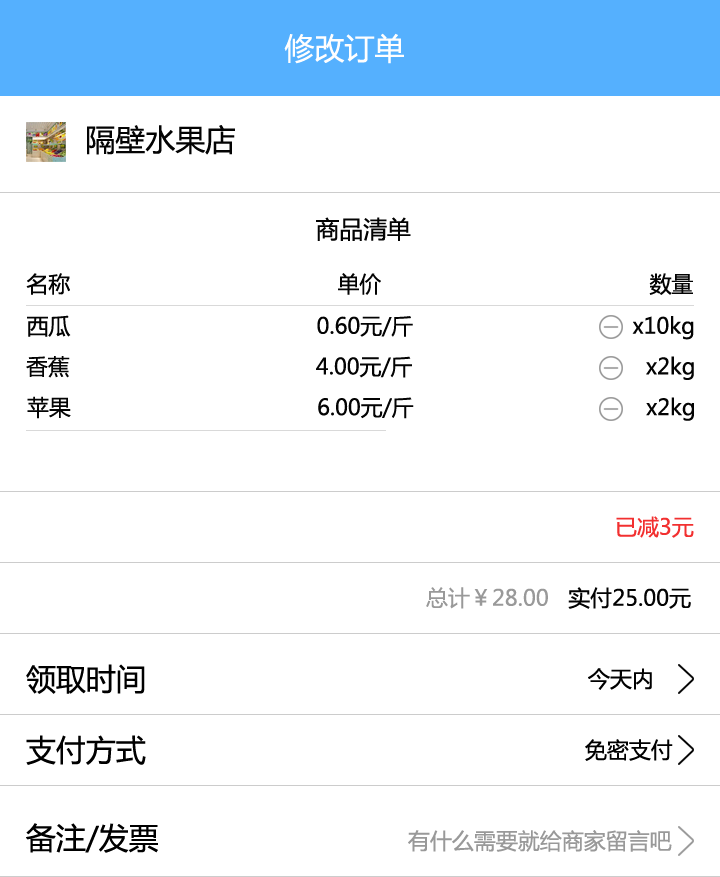 修改订单
隔壁水果店
商品清单
名称 单价 数量
西瓜 0.60元/斤 x10kg
香蕉 4.00元/斤 x2kg
苹果 6.00元/斤 x2kg
已减3元
总计￥28.00 实付25.00元
领取时间 今天内
支付方式 免密支付
备注/发票 有什么需要就给商家留言吧